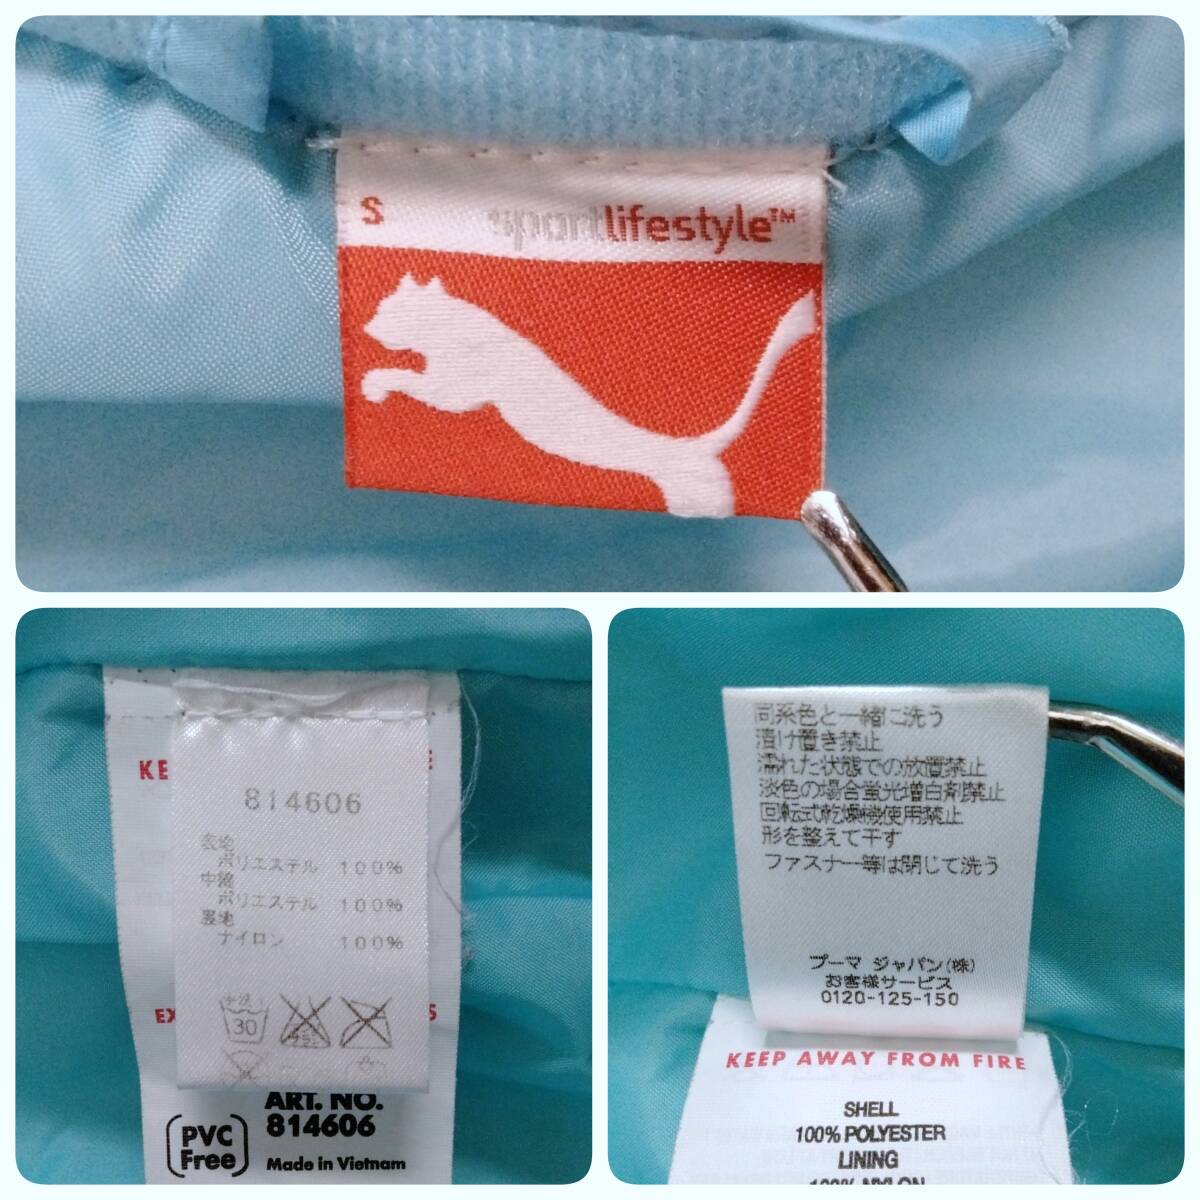 S
sportlifestyle™
KE
814606
表地
ポリエステル 100%
中綿
ポリエステル 100%
裏地
ナイロン 100%
30
EX
S
ART. NO.
814606
PVC
Free
Made in Vietnam
同系色と一緒に洗う
漬け置き禁止
濡れた状態での放置禁止
淡色の場合蛍光増白剤禁止
回転式乾燥機使用禁止
形を整えて干す
ファスナー等は閉じて洗う
プーマ ジャパン(株)
お客様サービス
0120-125-150
KEEP AWAY FROM FIRE
SHELL
100% POLYESTER
LINING
100% NYLON